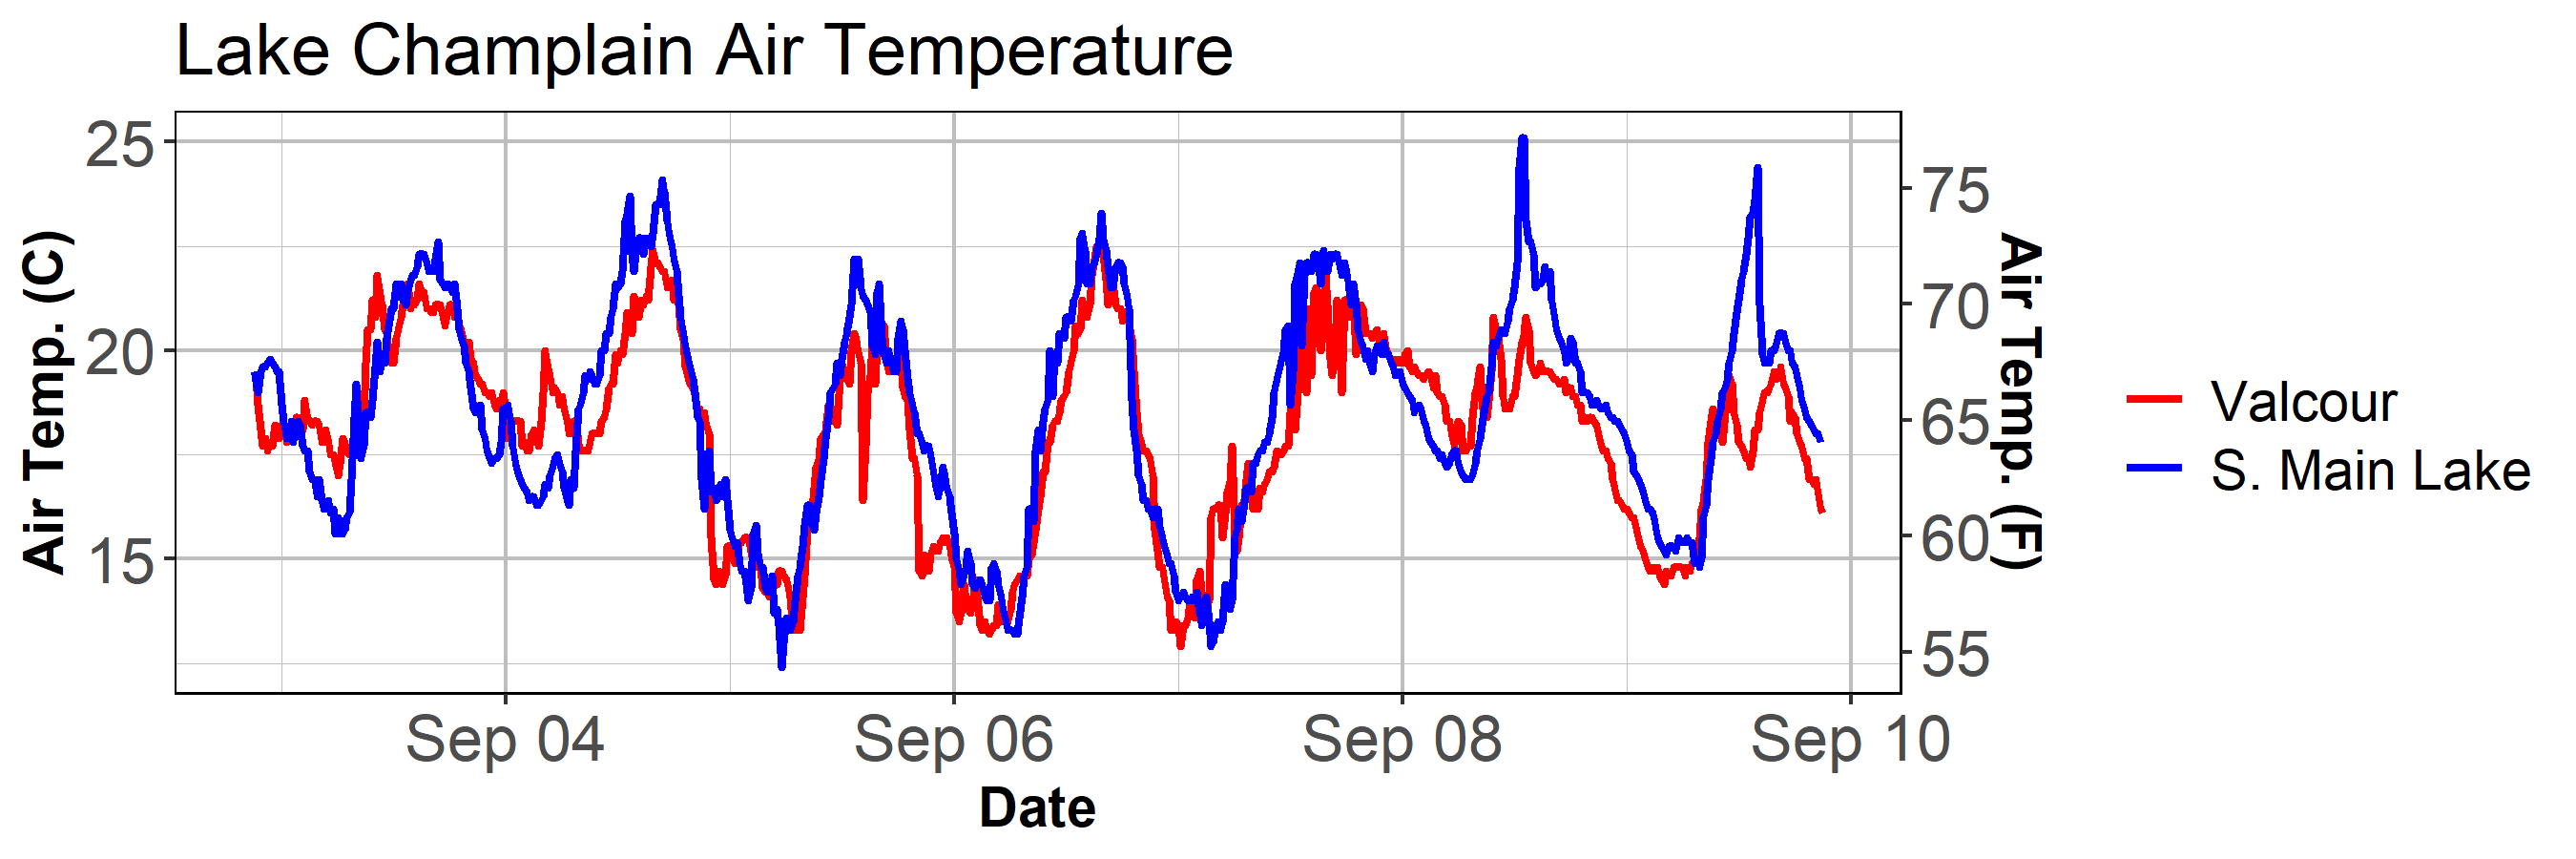 Lake Champlain Air Temperature
Air Temp. (C)
25
20
15
75
70
65
60
55
Air Temp. (F)
Sep 04
Sep 06
Sep 08
Sep 10
Date
Valcour
S. Main Lake